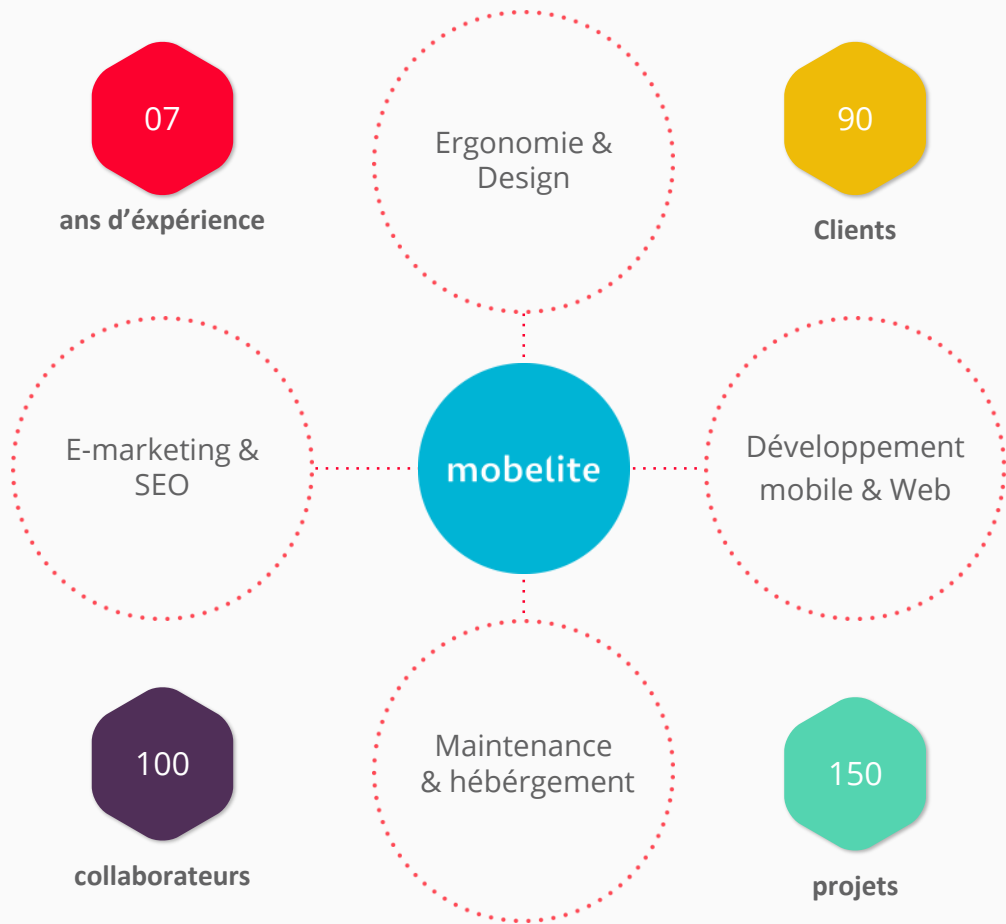 07
ans d’éxpérience
Ergonomie &
Design
90
Clients
E-marketing &
SEO
mobelite
Développement
mobile & Web
100
collaborateurs
Maintenance
& hébérgement
150
projets